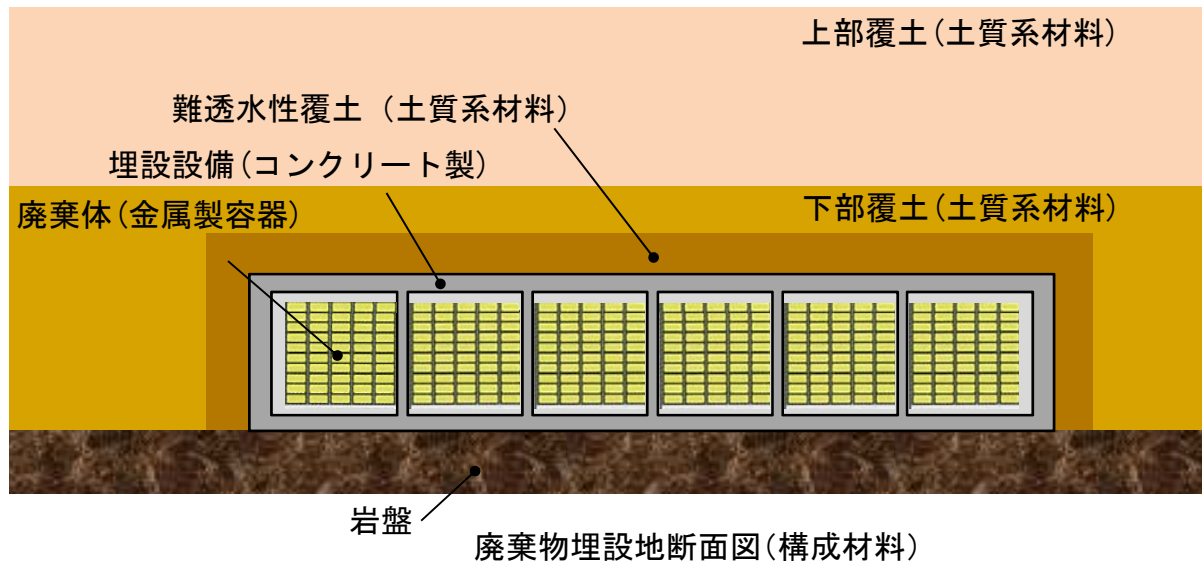 上部覆土(土質系材料)
難透水性覆土 (土質系材料)
埋設設備(コンクリート製)
廃棄体(金属製容器)
下部覆土(土質系材料)
岩盤
廃棄物埋設地断面図(構成材料)